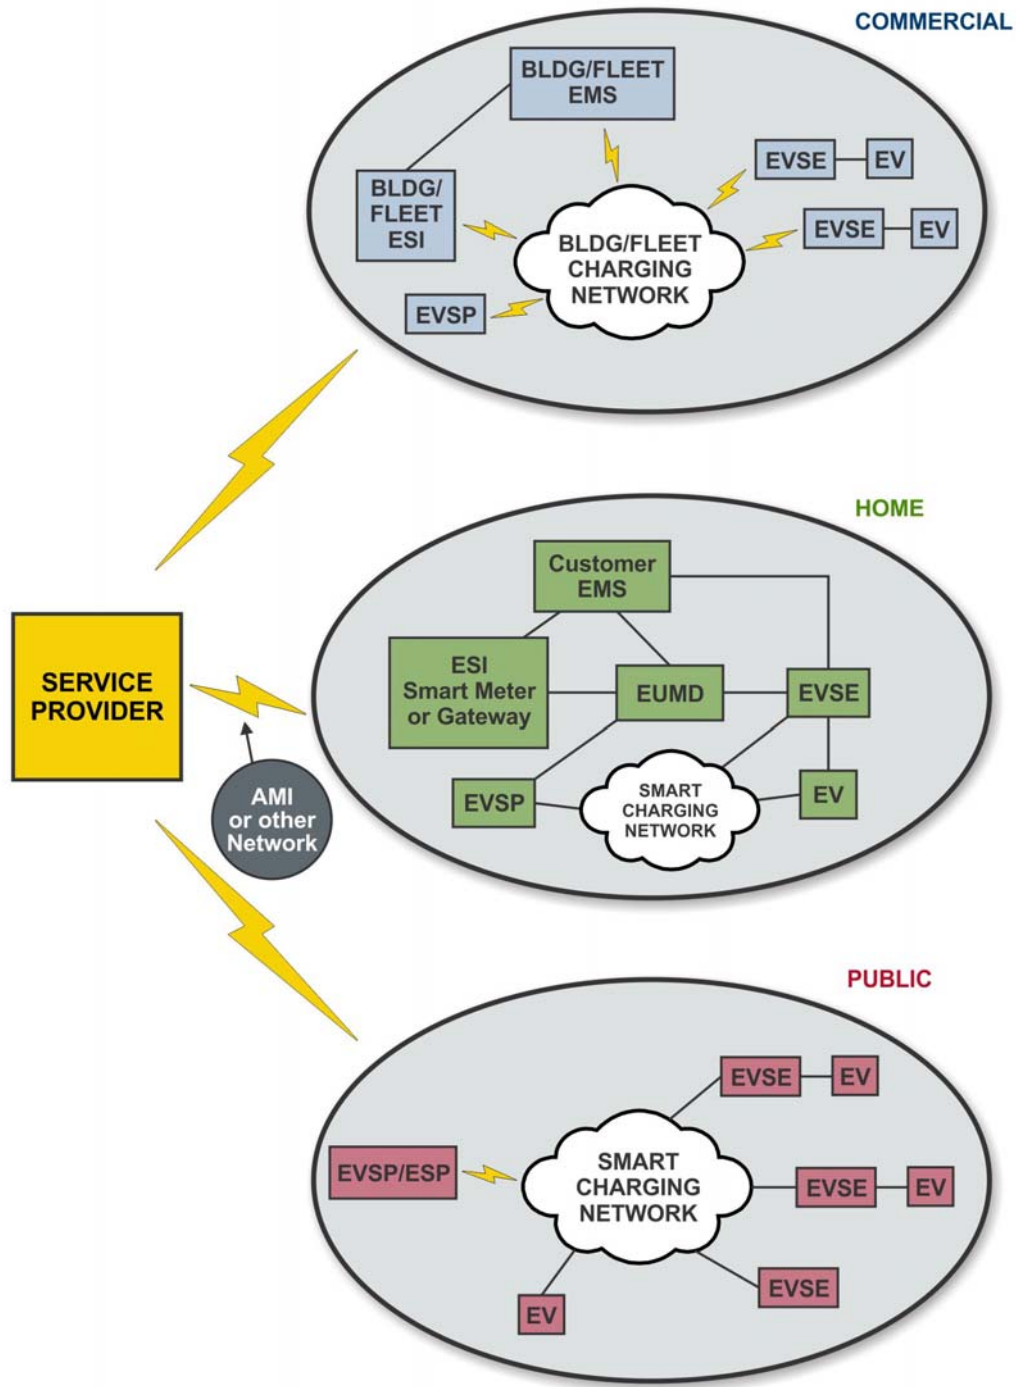 COMMERCIAL
BLDG/FLEET
EMS
EVSE
EV
BLDG/
FLEET
ESI
EVSE
EV
BLDG/FLEET
CHARGING
NETWORK
EVSP
HOME
Customer
EMS
SERVICE
PROVIDER
ESI
Smart Meter
or Gateway
EUMD
EVSE
AMI
or other
Network
EVSP
SMART
CHARGING
NETWORK
EV
PUBLIC
EVSE
EV
EVSP/ESP
SMART
CHARGING
NETWORK
EVSE
EV
EVSE
EV